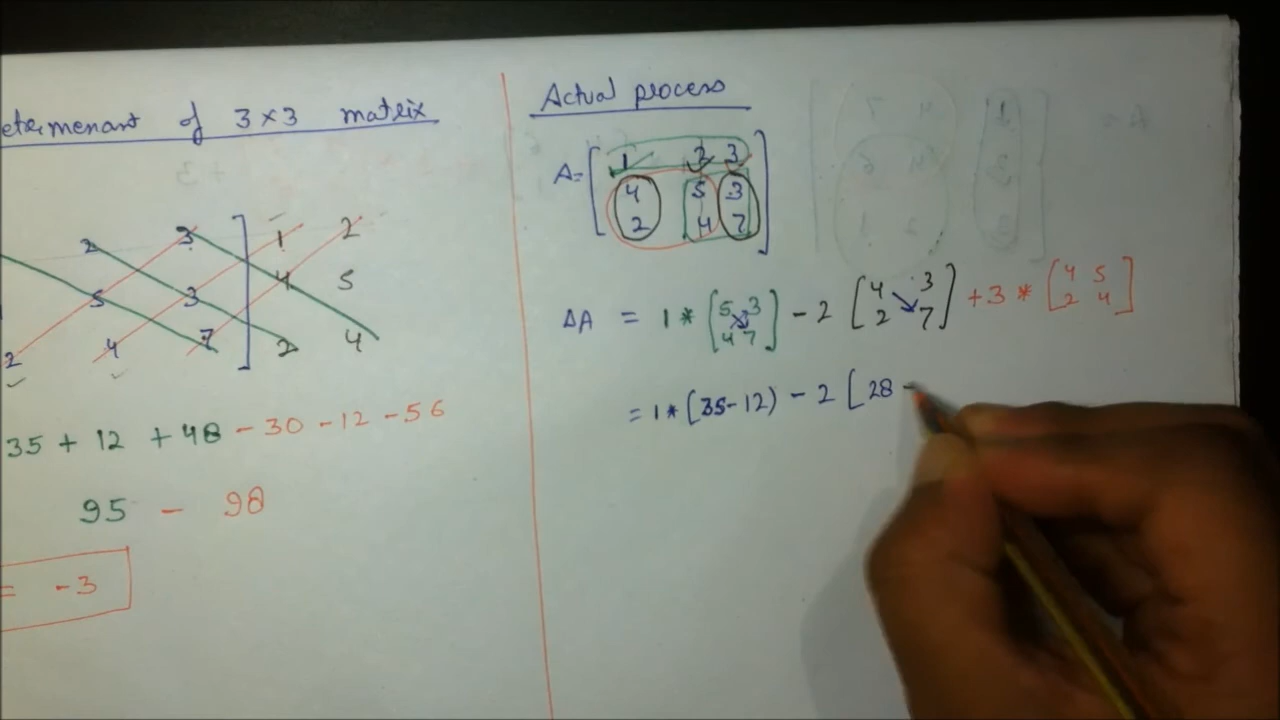 etermenant of 3×3 matrix
2 3 ] 1 2
5 3 4 5
2 4 7 2 4
35 + 12 + 48 - 30 - 12 - 56
95 - 98
= -3
Actual process
A= [ 1 2 3
4 5 3
2 4 7 ]
ΔA = 1 * [5 3
4 7] - 2 [4 3
2 7] + 3 * [4 5
2 4]
= 1 * (35-12) - 2 [28 -